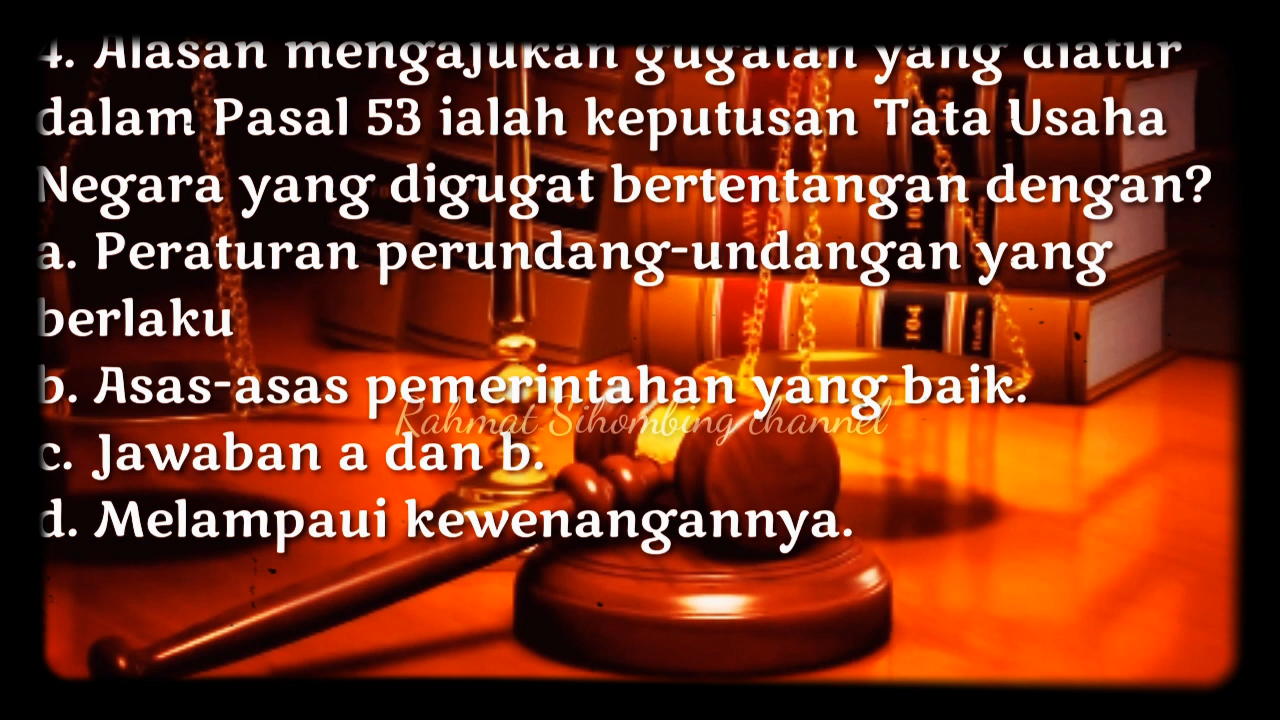 4. Alasan mengajukan gugatan yang diatur
dalam Pasal 53 ialah keputusan Tata Usaha
Negara yang digugat bertentangan dengan?
a. Peraturan perundang-undangan yang
berlaku
b. Asas-asas pemerintahan yang baik.
Rahmat Sihombing channel
c. Jawaban a dan b.
d. Melampaui kewenangannya.
104